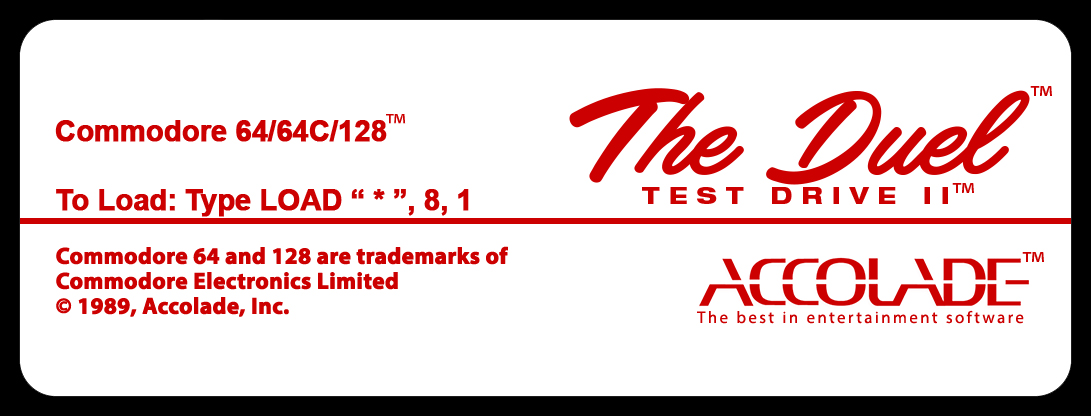 Commodore 64/64C/128™
To Load: Type LOAD “ * ”, 8, 1
The Duel™
TEST DRIVE II™
Commodore 64 and 128 are trademarks of
Commodore Electronics Limited
© 1989, Accolade, Inc.
ACCOLADE™
The best in entertainment software